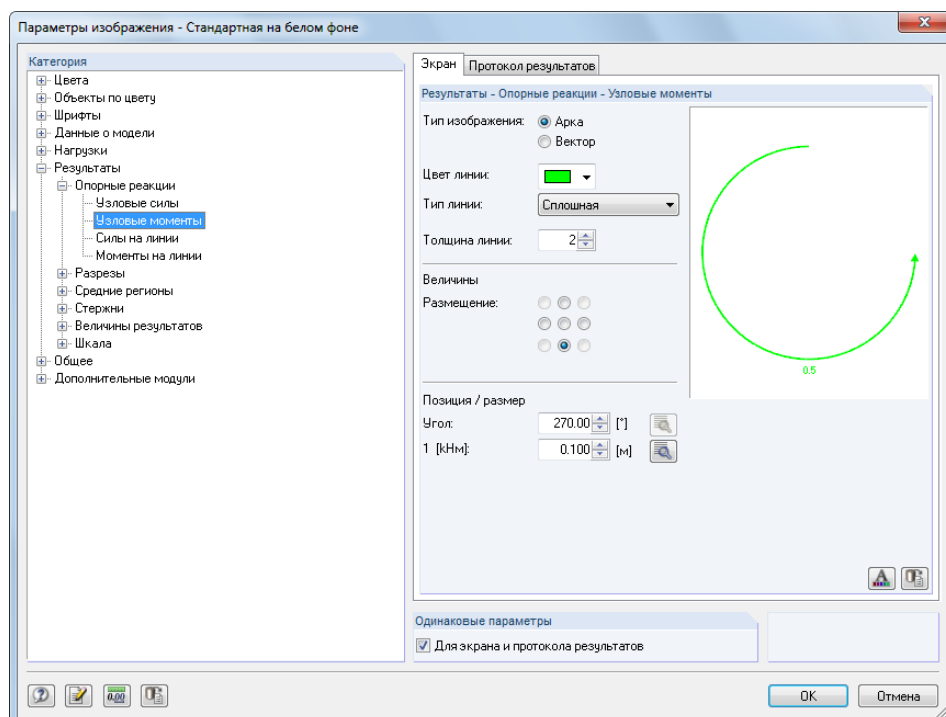 Параметры изображения - Стандартная на белом фоне
Категория
Цвета
Объекты по цвету
Шрифты
Данные о модели
Нагрузки
Результаты
Опорные реакции
Узловые силы
Узловые моменты
Силы на линии
Моменты на линии
Разрезы
Средние регионы
Стержни
Величины результатов
Шкала
Общее
Дополнительные модули
Экран
Протокол результатов
Результаты - Опорные реакции - Узловые моменты
Тип изображения:
Арка
Вектор
Цвет линии:
Тип линии:
Сплошная
Толщина линии:
2
Величины
Размещение:
0.5
Позиция / размер
Угол:
270.00
[°]
1 [kНм]:
0.100
[м]
Одинаковые параметры
Для экрана и протокола результатов
0.00
OK
Отмена